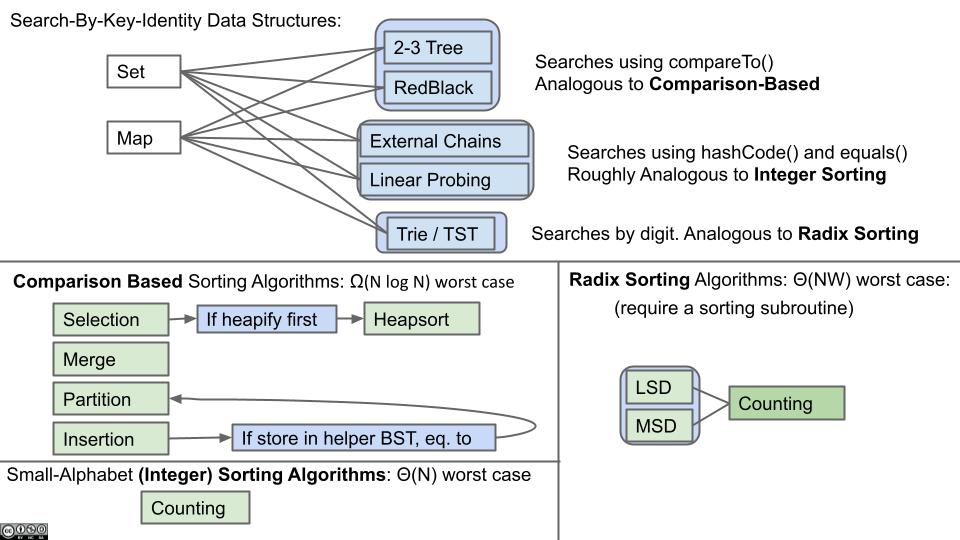 Search-By-Key-Identity Data Structures:
Set
Map
2-3 Tree
RedBlack
Searches using compareTo()
Analogous to Comparison-Based
External Chains
Linear Probing
Searches using hashCode() and equals()
Roughly Analogous to Integer Sorting
Trie / TST
Searches by digit. Analogous to Radix Sorting
Comparison Based Sorting Algorithms: Ω(N log N) worst case
Selection
If heapify first
Heapsort
Merge
Partition
Insertion
If store in helper BST, eq. to
Small-Alphabet (Integer) Sorting Algorithms: Θ(N) worst case
Counting
Radix Sorting Algorithms: Θ(NW) worst case:
(require a sorting subroutine)
LSD
MSD
Counting
cc
BY NC SA